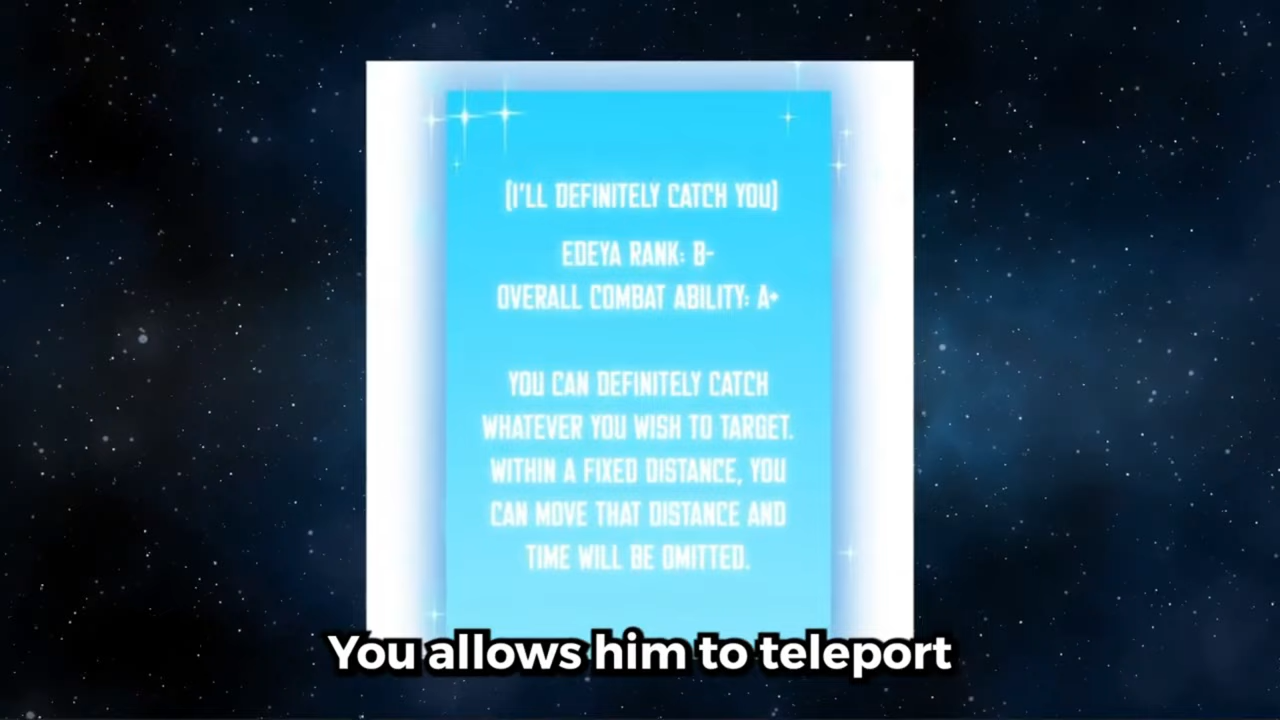 [I'LL DEFINITELY CATCH YOU]
EDEYA RANK: B-
OVERALL COMBAT ABILITY: A+
YOU CAN DEFINITELY CATCH
WHATEVER YOU WISH TO TARGET.
WITHIN A FIXED DISTANCE, YOU
CAN MOVE THAT DISTANCE AND
TIME WILL BE OMITTED.
You allows him to teleport